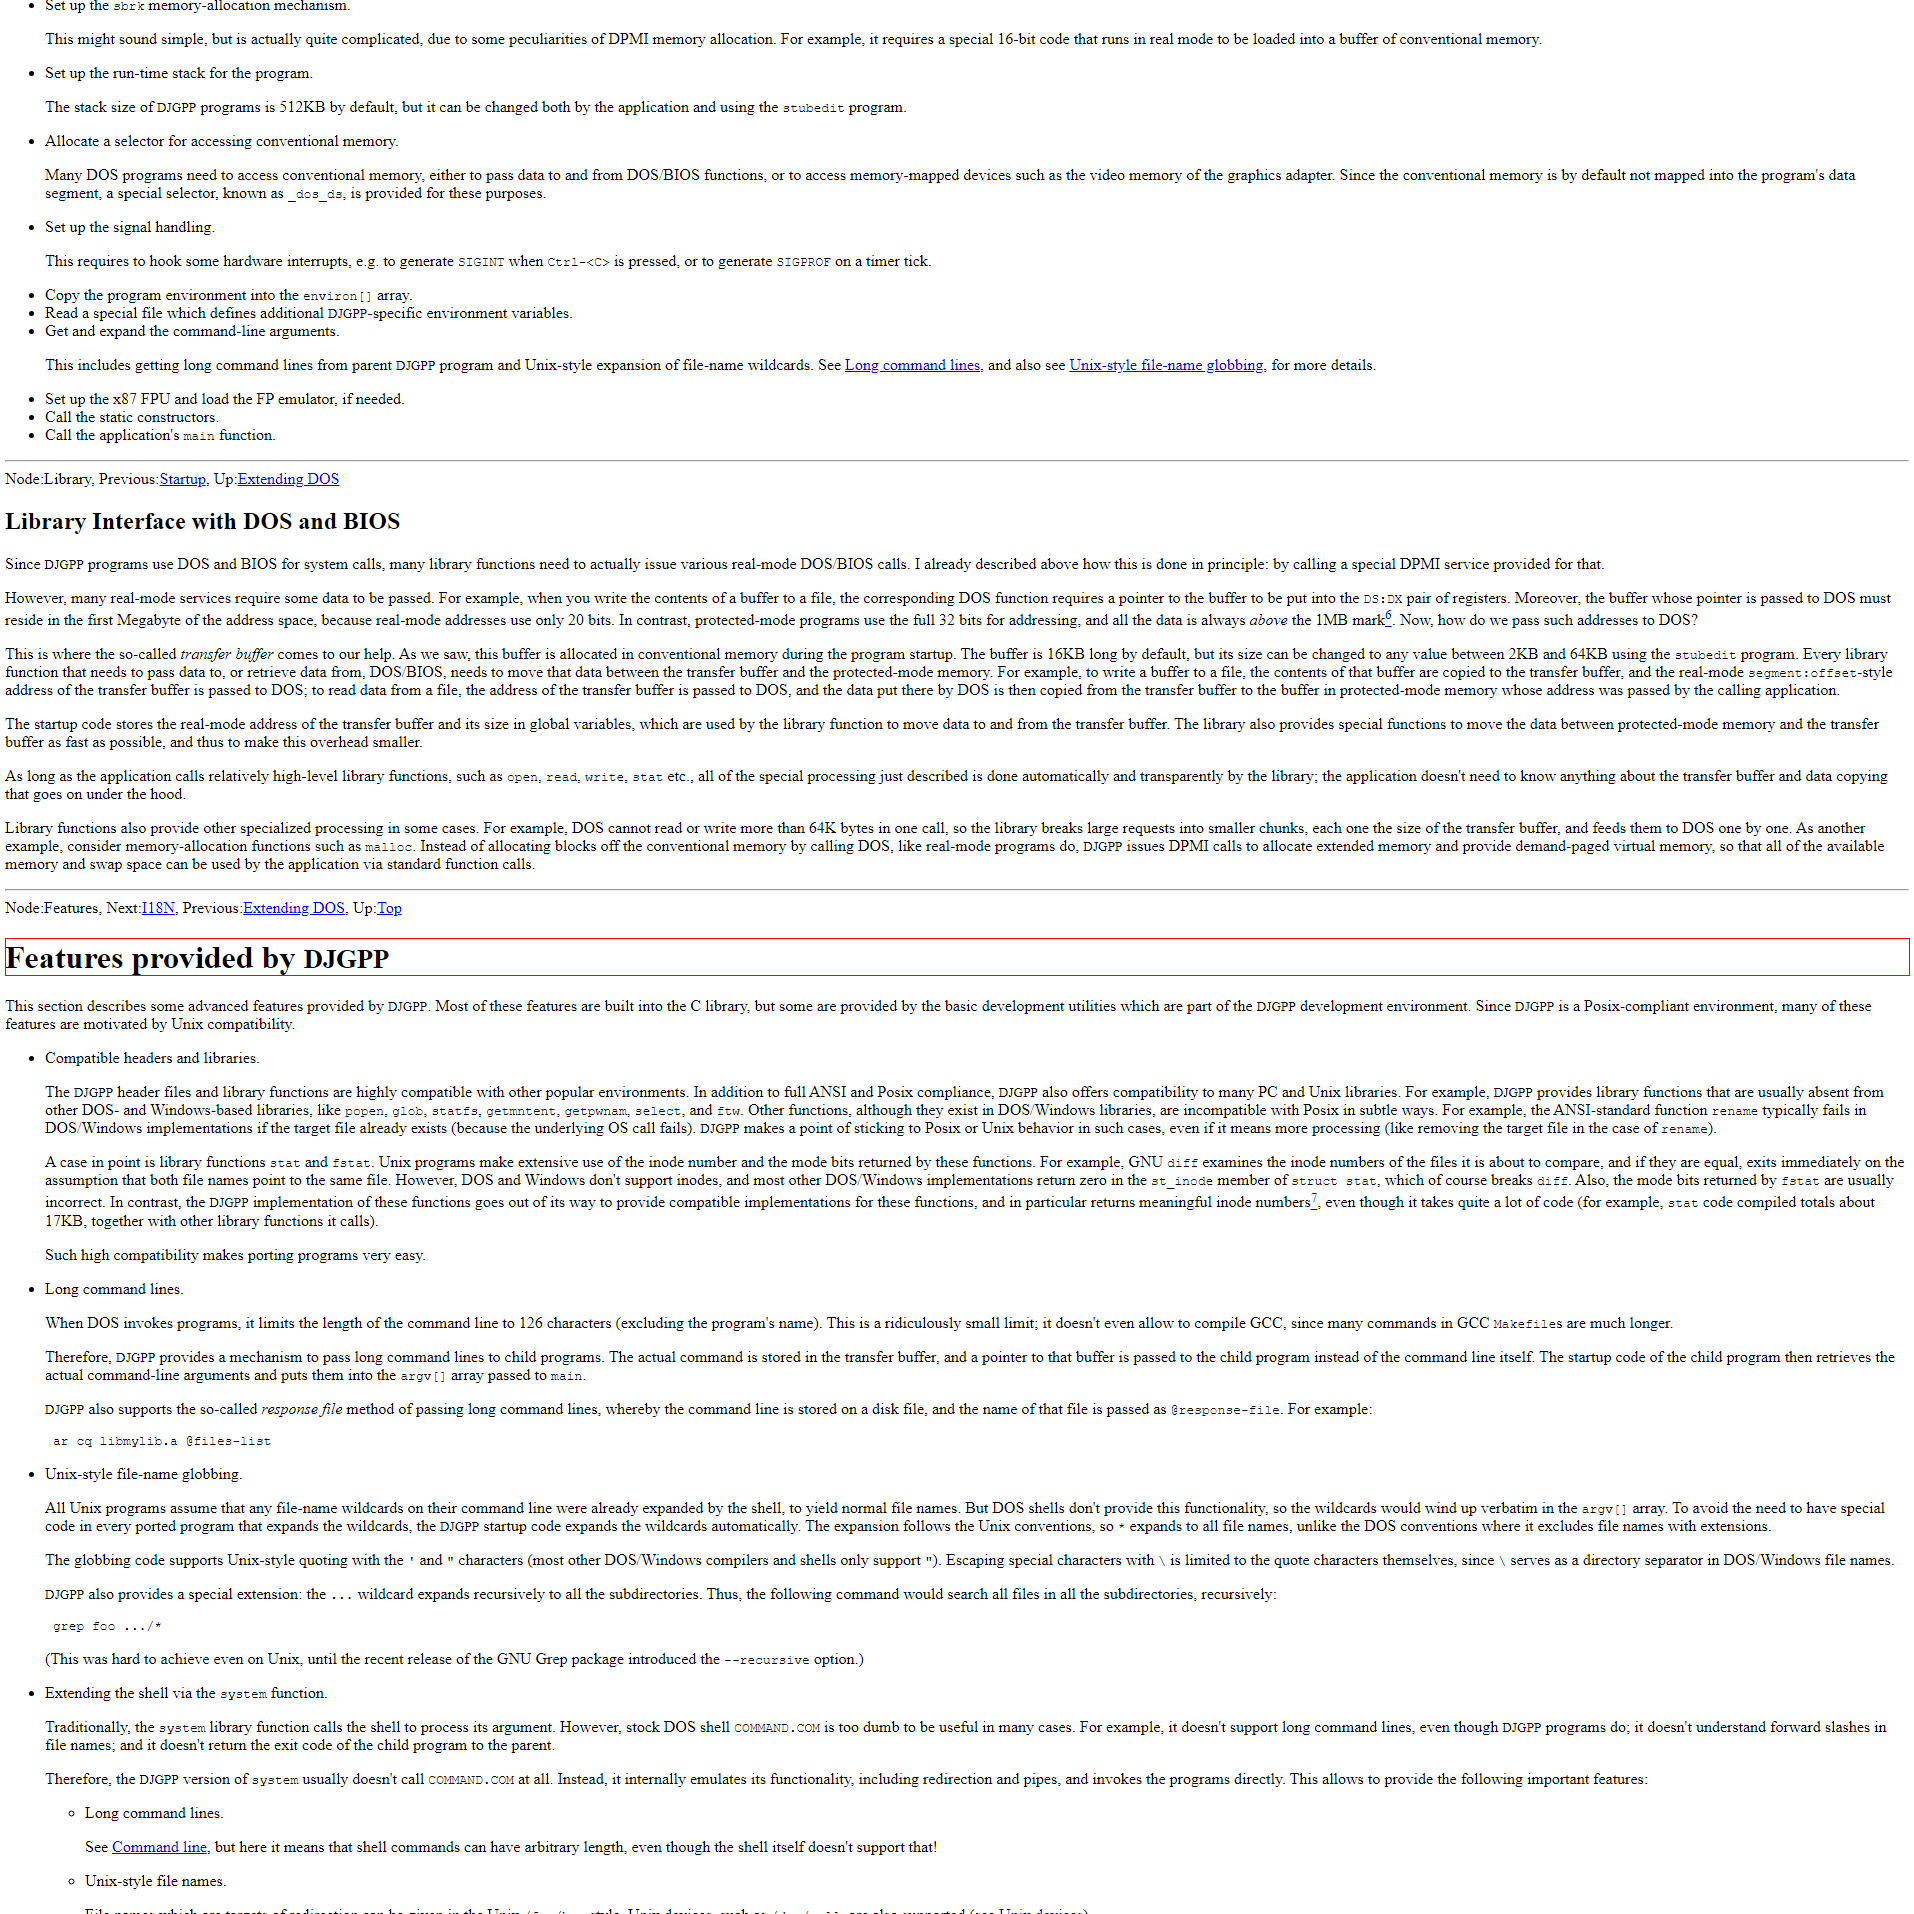 Set up the sbrk memory-allocation mechanism.
This might sound simple, but is actually quite complicated, due to some peculiarities of DPMI memory allocation. For example, it requires a special 16-bit code that runs in real mode to be loaded into a buffer of conventional memory.
Set up the run-time stack for the program.
The stack size of DJGPP programs is 512KB by default, but it can be changed both by the application and using the stubedit program.
Allocate a selector for accessing conventional memory.
Many DOS programs need to access conventional memory, either to pass data to and from DOS/BIOS functions, or to access memory-mapped devices such as the video memory of the graphics adapter. Since the conventional memory is by default not mapped into the program's data
segment, a special selector, known as _dos_ds, is provided for these purposes.
Set up the signal handling.
This requires to hook some hardware interrupts, e.g. to generate SIGINT when Ctrl-<C> is pressed, or to generate SIGPROF on a timer tick.
Copy the program environment into the environ[] array.
Read a special file which defines additional DJGPP-specific environment variables.
Get and expand the command-line arguments.
This includes getting long command lines from parent DJGPP program and Unix-style expansion of file-name wildcards. See Long command lines, and also see Unix-style file-name globbing, for more details.
Set up the x87 FPU and load the FP emulator, if needed.
Call the static constructors.
Call the application's main function.
Node:Library, Previous:Startup, Up:Extending DOS
Library Interface with DOS and BIOS
Since DJGPP programs use DOS and BIOS for system calls, many library functions need to actually issue various real-mode DOS/BIOS calls. I already described above how this is done in principle: by calling a special DPMI service provided for that.
However, many real-mode services require some data to be passed. For example, when you write the contents of a buffer to a file, the corresponding DOS function requires a pointer to the buffer to be put into the DS:DX pair of registers. Moreover, the buffer whose pointer is passed to DOS must
reside in the first Megabyte of the address space, because real-mode addresses use only 20 bits. In contrast, protected-mode programs use the full 32 bits for addressing, and all the data is always above the 1MB mark6. Now, how do we pass such addresses to DOS?
This is where the so-called transfer buffer comes to our help. As we saw, this buffer is allocated in conventional memory during the program startup. The buffer is 16KB long by default, but its size can be changed to any value between 2KB and 64KB using the stubedit program. Every library
function that needs to pass data to, or retrieve data from, DOS/BIOS, needs to move that data between the transfer buffer and the protected-mode memory. For example, to write a buffer to a file, the contents of that buffer are copied to the transfer buffer, and the real-mode segment:offset-style
address of the transfer buffer is passed to DOS; to read data from a file, the address of the transfer buffer is passed to DOS, and the data put there by DOS is then copied from the transfer buffer to the buffer in protected-mode memory whose address was passed by the calling application.
The startup code stores the real-mode address of the transfer buffer and its size in global variables, which are used by the library function to move data to and from the transfer buffer. The library also provides special functions to move the data between protected-mode memory and the transfer
buffer as fast as possible, and thus to make this overhead smaller.
As long as the application calls relatively high-level library functions, such as open, read, write, stat etc., all of the special processing just described is done automatically and transparently by the library; the application doesn't need to know anything about the transfer buffer and data copying
that goes on under the hood.
Library functions also provide other specialized processing in some cases. For example, DOS cannot read or write more than 64K bytes in one call, so the library breaks large requests into smaller chunks, each one the size of the transfer buffer, and feeds them to DOS one by one. As another
example, consider memory-allocation functions such as malloc. Instead of allocating blocks off the conventional memory by calling DOS, like real-mode programs do, DJGPP issues DPMI calls to allocate extended memory and provide demand-paged virtual memory, so that all of the available
memory and swap space can be used by the application via standard function calls.
Node:Features, Next:I18N, Previous:Extending DOS, Up:Top
Features provided by DJGPP
This section describes some advanced features provided by DJGPP. Most of these features are built into the C library, but some are provided by the basic development utilities which are part of the DJGPP development environment. Since DJGPP is a Posix-compliant environment, many of these
features are motivated by Unix compatibility.
Compatible headers and libraries.
The DJGPP header files and library functions are highly compatible with other popular environments. In addition to full ANSI and Posix compliance, DJGPP also offers compatibility to many PC and Unix libraries. For example, DJGPP provides library functions that are usually absent from
other DOS- and Windows-based libraries, like popen, glob, statfs, getmntent, getpwnam, select, and ftw. Other functions, although they exist in DOS/Windows libraries, are incompatible with Posix in subtle ways. For example, the ANSI-standard function rename typically fails in
DOS/Windows implementations if the target file already exists (because the underlying OS call fails). DJGPP makes a point of sticking to Posix or Unix behavior in such cases, even if it means more processing (like removing the target file in the case of rename).
A case in point is library functions stat and fstat. Unix programs make extensive use of the inode number and the mode bits returned by these functions. For example, GNU diff examines the inode numbers of the files it is about to compare, and if they are equal, exits immediately on the
assumption that both file names point to the same file. However, DOS and Windows don't support inodes, and most other DOS/Windows implementations return zero in the st_inode member of struct stat, which of course breaks diff. Also, the mode bits returned by fstat are usually
incorrect. In contrast, the DJGPP implementation of these functions goes out of its way to provide compatible implementations for these functions, and in particular returns meaningful inode numbers7, even though it takes quite a lot of code (for example, stat code compiled totals about
17KB, together with other library functions it calls).
Such high compatibility makes porting programs very easy.
Long command lines.
When DOS invokes programs, it limits the length of the command line to 126 characters (excluding the program's name). This is a ridiculously small limit; it doesn't even allow to compile GCC, since many commands in GCC Makefiles are much longer.
Therefore, DJGPP provides a mechanism to pass long command lines to child programs. The actual command is stored in the transfer buffer, and a pointer to that buffer is passed to the child program instead of the command line itself. The startup code of the child program then retrieves the
actual command-line arguments and puts them into the argv[] array passed to main.
DJGPP also supports the so-called response file method of passing long command lines, whereby the command line is stored on a disk file, and the name of that file is passed as @response-file. For example:
ar cq libmylib.a @files-list
Unix-style file-name globbing.
All Unix programs assume that any file-name wildcards on their command line were already expanded by the shell, to yield normal file names. But DOS shells don't provide this functionality, so the wildcards would wind up verbatim in the argv[] array. To avoid the need to have special
code in every ported program that expands the wildcards, the DJGPP startup code expands the wildcards automatically. The expansion follows the Unix conventions, so * expands to all file names, unlike the DOS conventions where it excludes file names with extensions.
The globbing code supports Unix-style quoting with the ' and " characters (most other DOS/Windows compilers and shells only support "). Escaping special characters with \ is limited to the quote characters themselves, since \ serves as a directory separator in DOS/Windows file names.
DJGPP also provides a special extension: the ... wildcard expands recursively to all the subdirectories. Thus, the following command would search all files in all the subdirectories, recursively:
grep foo .../*
(This was hard to achieve even on Unix, until the recent release of the GNU Grep package introduced the --recursive option.)
Extending the shell via the system function.
Traditionally, the system library function calls the shell to process its argument. However, stock DOS shell COMMAND.COM is too dumb to be useful in many cases. For example, it doesn't support long command lines, even though DJGPP programs do; it doesn't understand forward slashes in
file names; and it doesn't return the exit code of the child program to the parent.
Therefore, the DJGPP version of system usually doesn't call COMMAND.COM at all. Instead, it internally emulates its functionality, including redirection and pipes, and invokes the programs directly. This allows to provide the following important features:
Long command lines.
See Command line, but here it means that shell commands can have arbitrary length, even though the shell itself doesn't support that!
Unix-style file names.